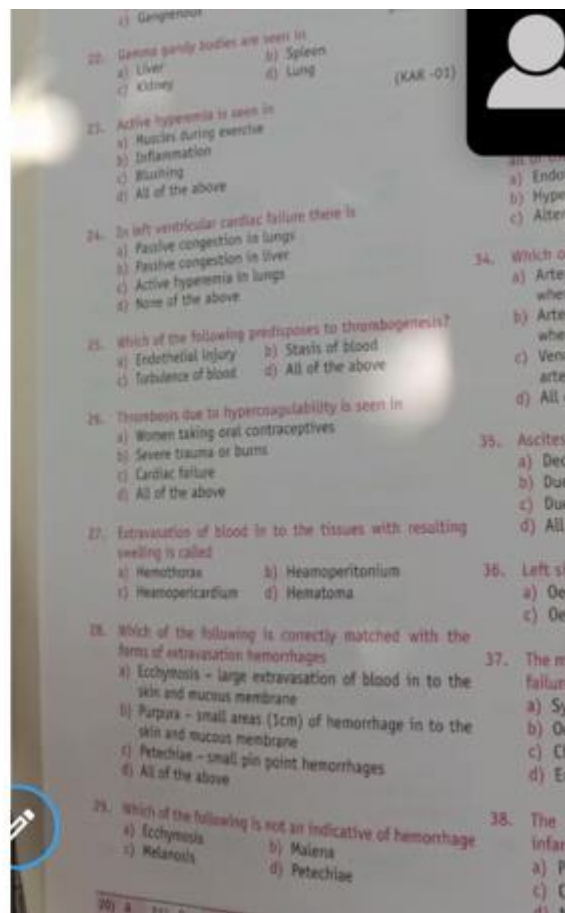 c) Gangrenous
22. Gamma gandy bodies are seen in
a) Liver b) Spleen
c) Kidney d) Lung (KAR -01)
23. Active hyperemia is seen in
a) Muscles during exercise
b) Inflammation
c) Blushing
d) All of the above
24. In left ventricular cardiac failure there is
a) Passive congestion in lungs
b) Passive congestion in liver
c) Active hyperemia in lungs
d) None of the above
25. Which of the following predisposes to thrombogenesis?
a) Endothelial injury b) Stasis of blood
c) Turbulence of blood d) All of the above
26. Thrombosis due to hypercoagulability is seen in
a) Women taking oral contraceptives
b) Severe trauma or burns
c) Cardiac failure
d) All of the above
27. Extravasation of blood in to the tissues with resulting
swelling is called
a) Hemothorax b) Heamoperitonium
c) Heamopericardium d) Hematoma
28. Which of the following is correctly matched with the
forms of extravasation hemorrhages
a) Ecchymosis – large extravasation of blood in to the
skin and mucous membrane
b) Purpura – small areas (1cm) of hemorrhage in to the
skin and mucous membrane
c) Petechiae – small pin point hemorrhages
d) All of the above
29. Which of the following is not an indicative of hemorrhage
a) Ecchymosis b) Malena
c) Melanosis d) Petechiae
a) Endo
b) Hype
c) Alter
34. Which o
a) Arte
whe
b) Arte
whe
c) Ven
arte
d) All
35. Ascites
a) Dec
b) Du
c) Du
d) All
36. Left si
a) Oe
c) Oe
37. The m
failur
a) Sy
b) O
c) C
d) E
38. The
infar
a) P
c) C